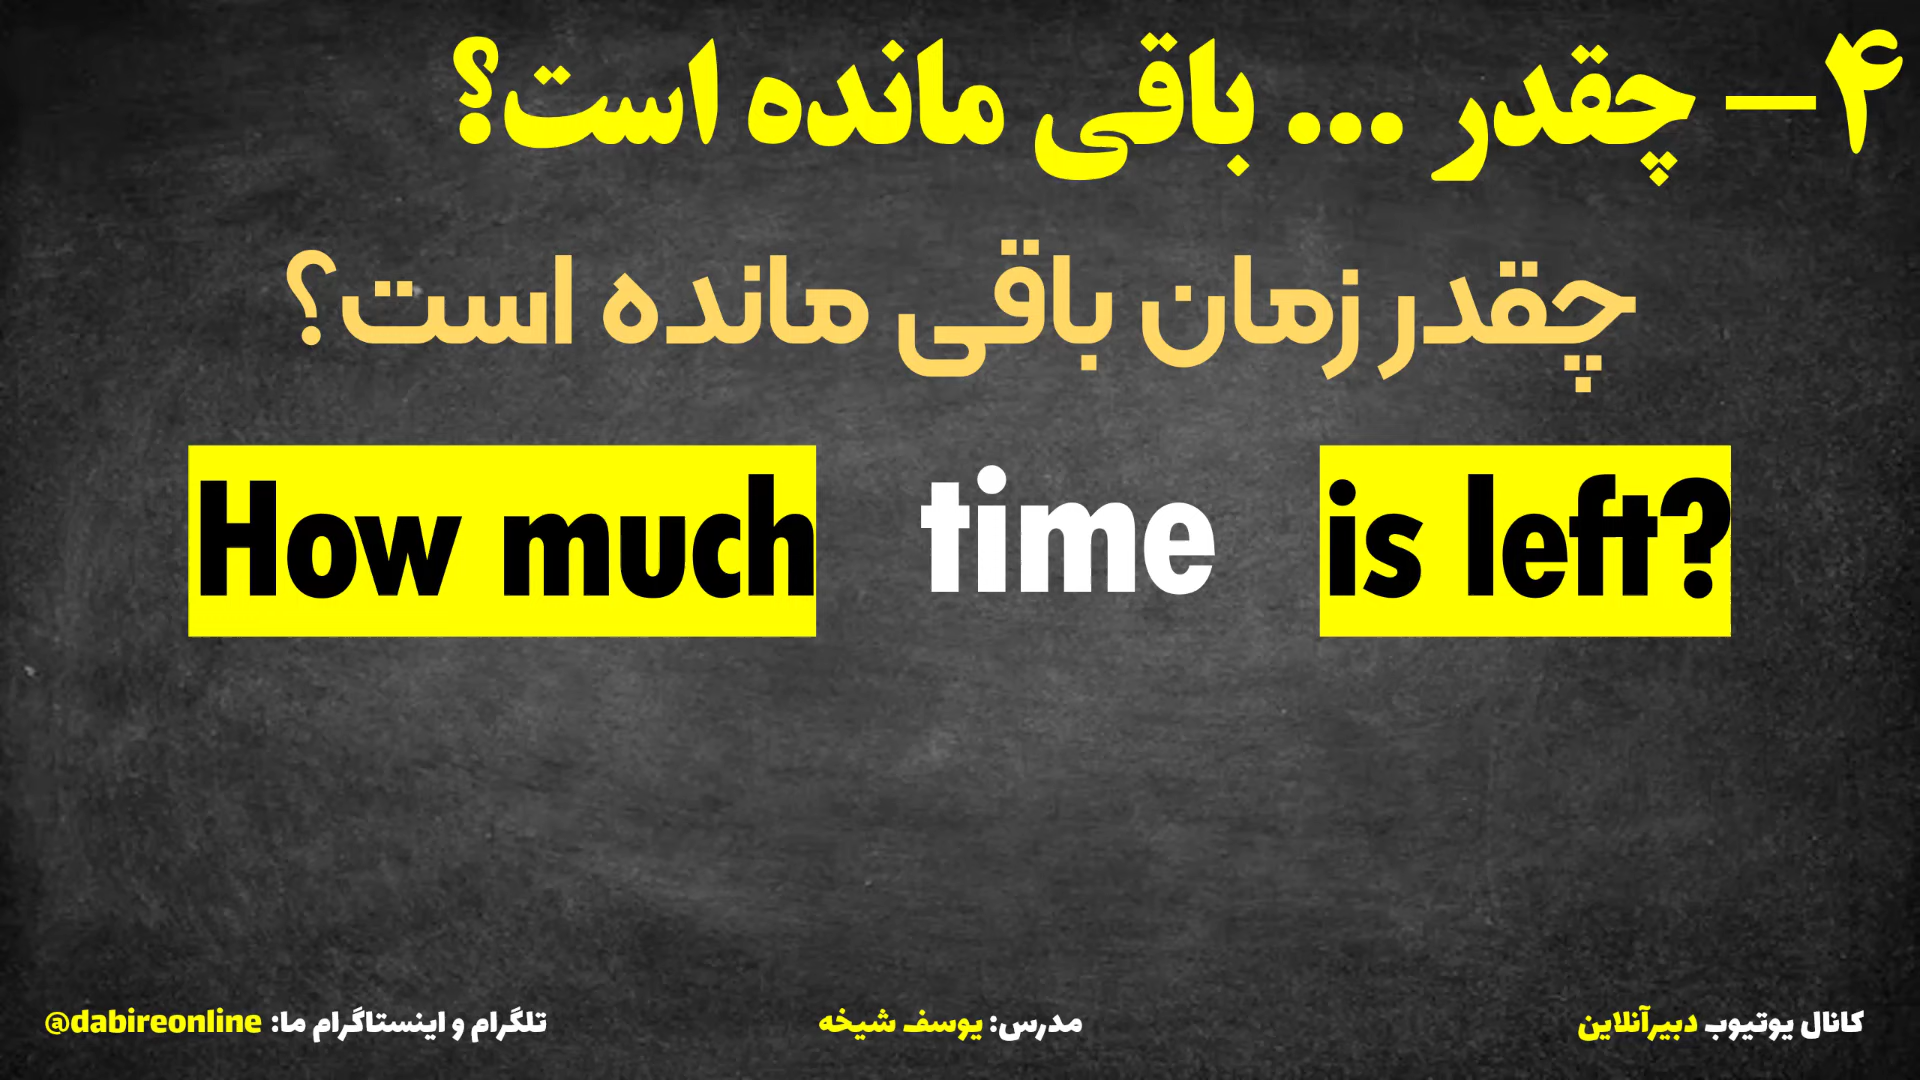 ۴– چقدر ... باقی مانده است؟
چقدر زمان باقی مانده است؟
How much time is left?
کانال یوتیوب دبیرآنلاین
مدرس: یوسف شیخه
تلگرام و اینستاگرام ما: @dabireonline